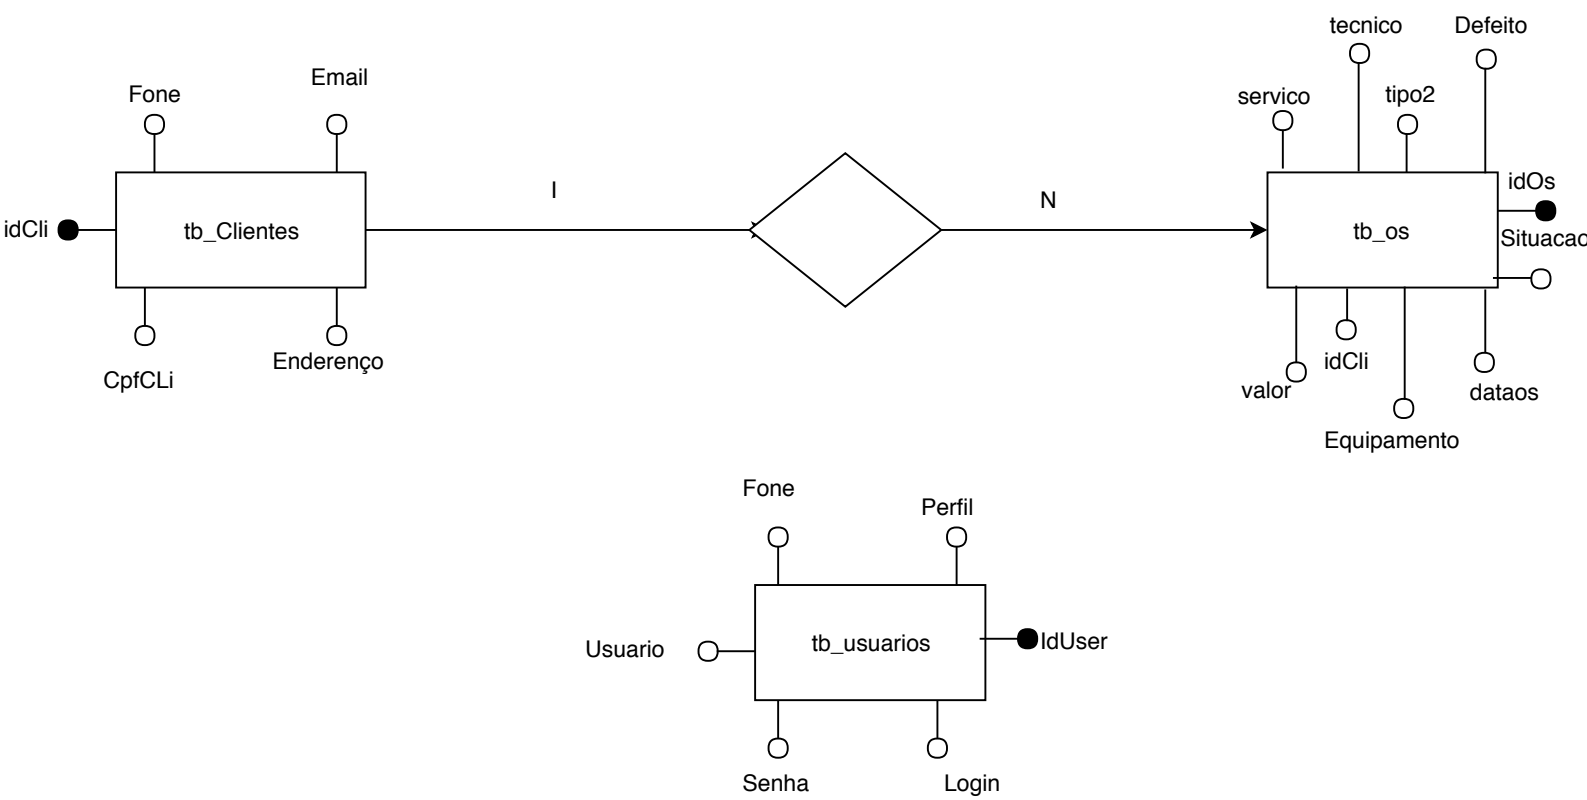 tecnico
Defeito
Email
Fone
servico
tipo2
idOs
I
N
idCli
tb_Clientes
tb_os
Situacao
Enderenço
idCli
CpfCLi
valor
dataos
Equipamento
Fone
Perfil
Usuario
tb_usuarios
IdUser
Senha
Login